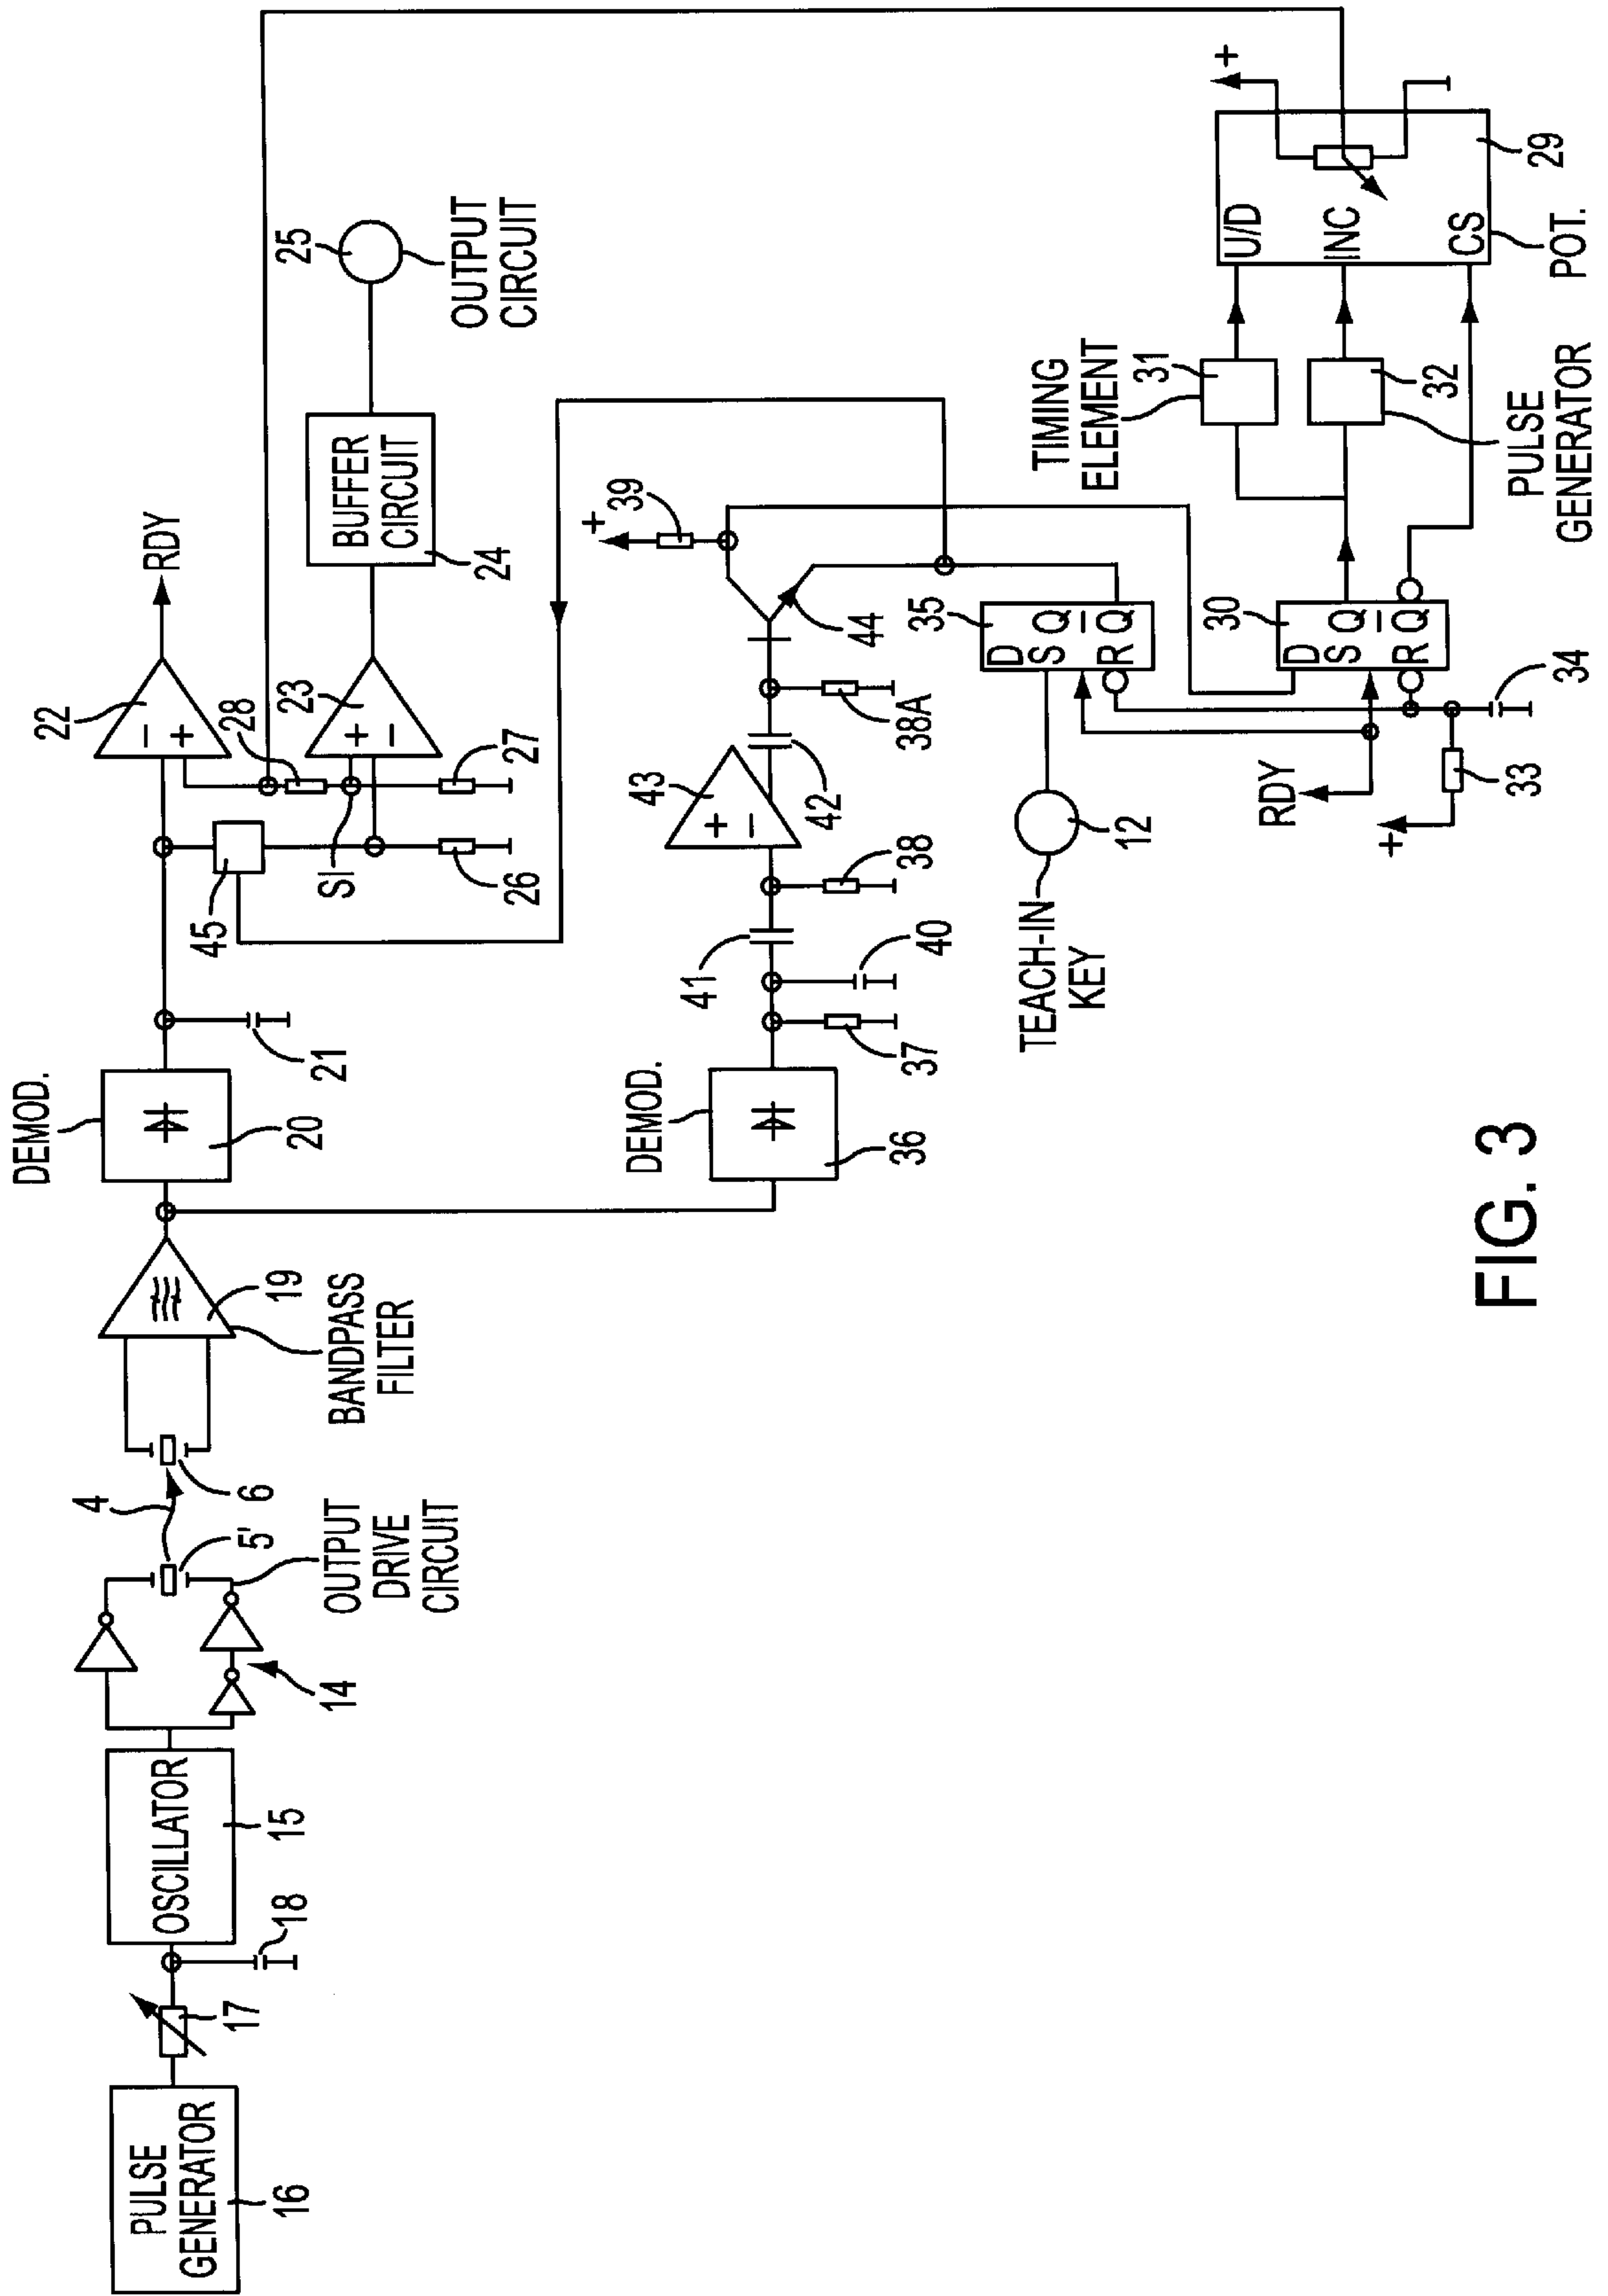 PULSE
GENERATOR
16
17
18
OSCILLATOR
15
14
OUTPUT
DRIVE
CIRCUIT
5'
4
6
BANDPASS
FILTER
19
DEMOD.
20
21
45
SI
26
22
- +
RDY
28
23
+ -
27
BUFFER
CIRCUIT
24
25
OUTPUT
CIRCUIT
DEMOD.
36
37
40
41
38
43
+ -
42
38A
44
+
39
TEACH-IN
KEY
12
35
D
S Q
R Q
RDY
+
33
34
30
D
S Q
R Q
TIMING
ELEMENT
31
32
PULSE
GENERATOR
U/D
INC
CS
+
29
POT.
FIG. 3